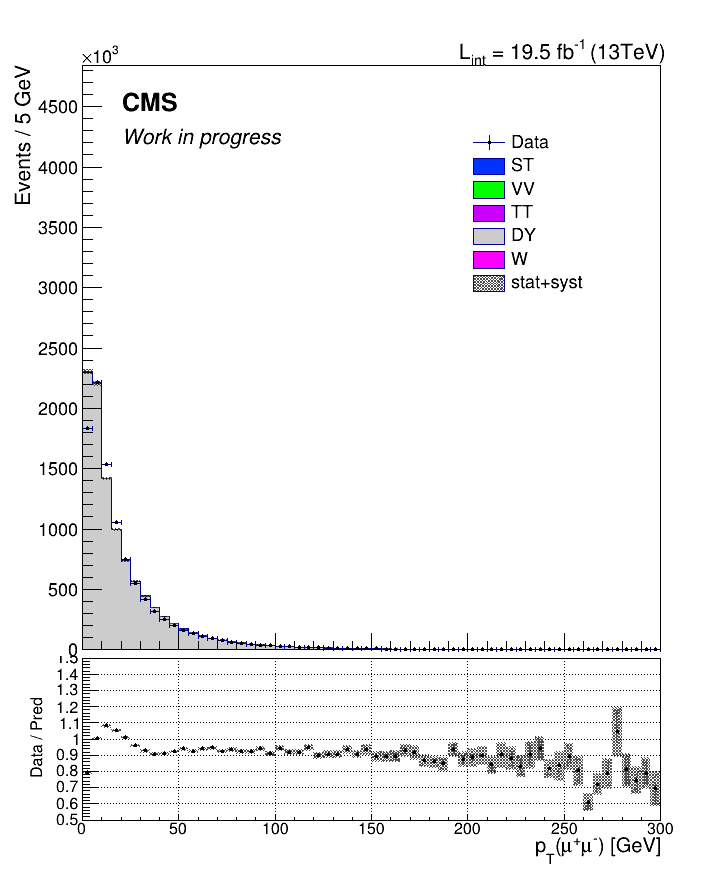 ×10³
L_int = 19.5 fb⁻¹ (13TeV)
Events / 5 GeV
CMS
Work in progress
Data
ST
VV
TT
DY
W
stat+syst
4500
4000
3500
3000
2500
2000
1500
1000
500
0
Data / Pred
1.5
1.4
1.3
1.2
1.1
1
0.9
0.8
0.7
0.6
0.5
0 50 100 150 200 250 300
p_T(μ⁺μ⁻) [GeV]